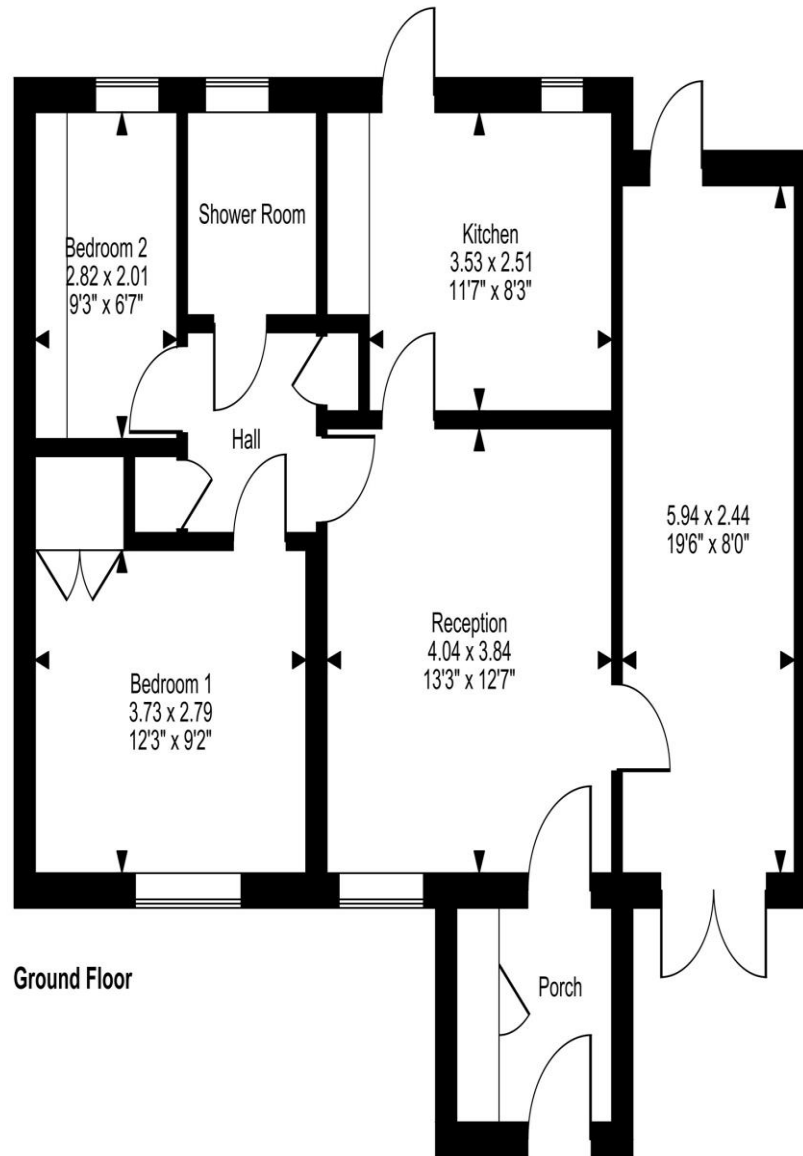 Shower Room
Bedroom 2
2.82 x 2.01
9'3" x 6'7"
Kitchen
3.53 x 2.51
11'7" x 8'3"
Hall
5.94 x 2.44
19'6" x 8'0"
Reception
4.04 x 3.84
13'3" x 12'7"
Bedroom 1
3.73 x 2.79
12'3" x 9'2"
Ground Floor
Porch